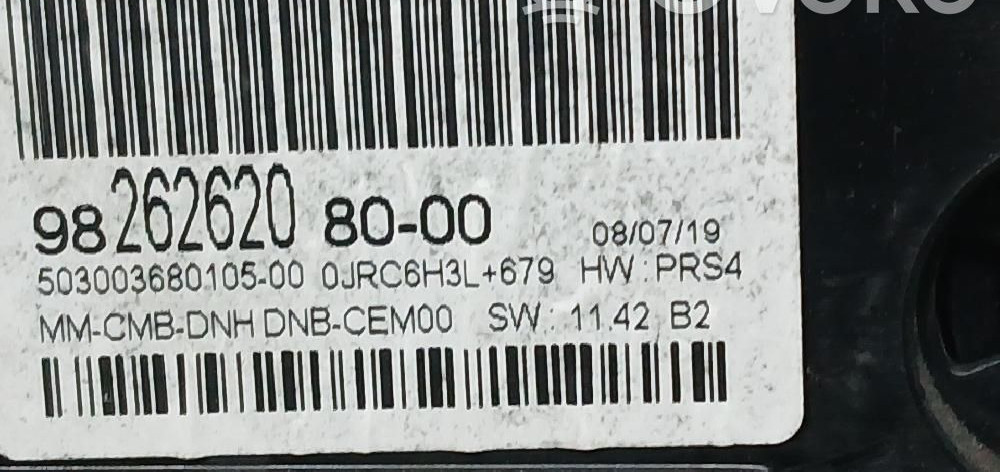 98 262620 80-00 08/07/19
503003680105-00 0JRC6H3L+679 HW:PRS4
MM-CMB-DNH DNB-CEM00 SW: 11.42 B2